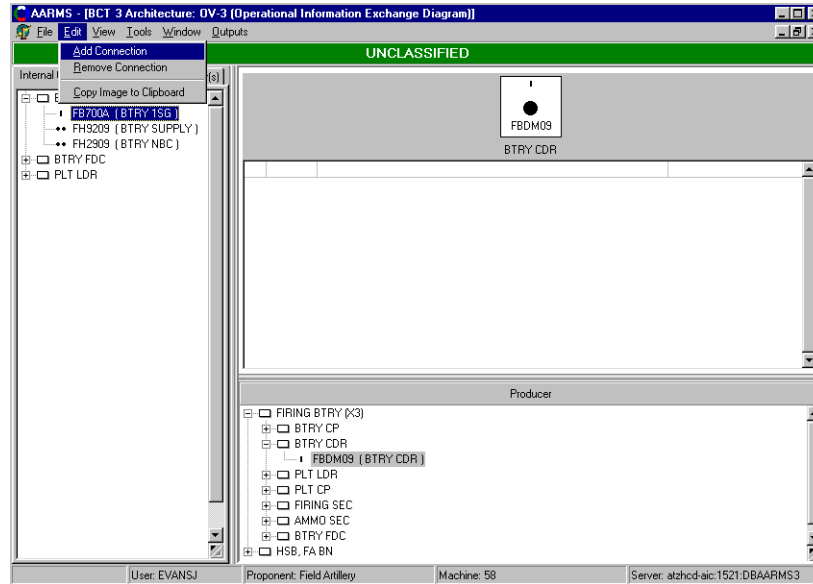 AARMS - [BCT 3 Architecture: OV-3 (Operational Information Exchange Diagram)]
File Edit View Tools Window Outputs
Add Connection
Remove Connection
Copy Image to Clipboard
UNCLASSIFIED
Internal
(s)
FB700A ( BTRY 1SG )
FH9209 ( BTRY SUPPLY )
FH2909 ( BTRY NBC )
BTRY FDC
PLT LDR
FBDM09
BTRY CDR
Producer
FIRING BTRY (X3)
BTRY CP
BTRY CDR
FBDM09 ( BTRY CDR )
PLT LDR
PLT CP
FIRING SEC
AMMO SEC
BTRY FDC
HSB, FA BN
User: EVANSJ
Proponent: Field Artillery
Machine: 58
Server: atzhcd-aic:1521:DBAARMS3